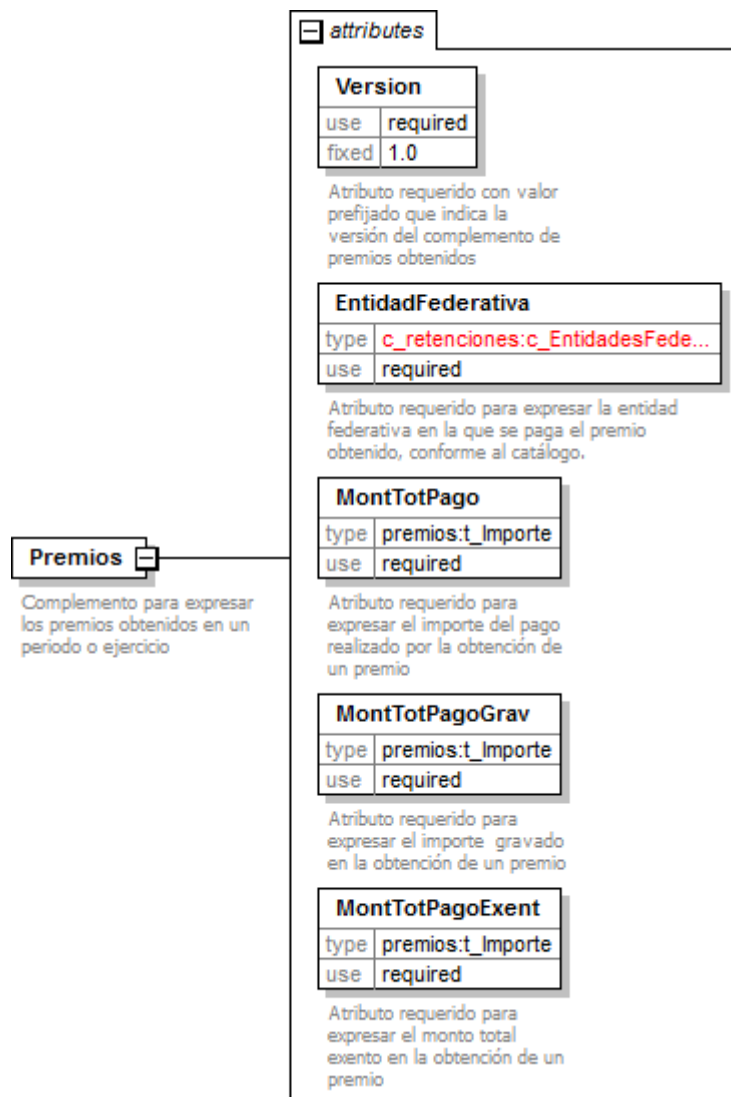 attributes
Version
use required
fixed 1.0
Atributo requerido con valor
prefijado que indica la
versión del complemento de
premios obtenidos
EntidadFederativa
type c_retenciones:c_EntidadesFede...
use required
Atributo requerido para expresar la entidad
federativa en la que se paga el premio
obtenido, conforme al catálogo.
MontTotPago
type premios:t_Importe
use required
Atributo requerido para
expresar el importe del pago
realizado por la obtención de
un premio
Premios
Complemento para expresar
los premios obtenidos en un
periodo o ejercicio
MontTotPagoGrav
type premios:t_Importe
use required
Atributo requerido para
expresar el importe gravado
en la obtención de un premio
MontTotPagoExent
type premios:t_Importe
use required
Atributo requerido para
expresar el monto total
exento en la obtención de un
premio